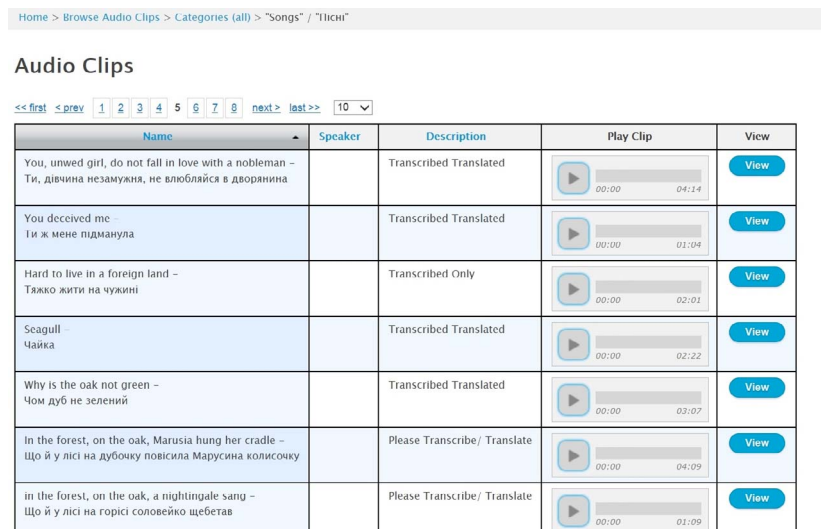 Home > Browse Audio Clips > Categories (all) > "Songs" / "Пісні"
Audio Clips
<< first < prev 1 2 3 4 5 6 7 8 next > last >> 10
Name Speaker Description Play Clip View
You, unwed girl, do not fall in love with a nobleman – Transcribed Translated View
Ти, дівчина незамужня, не влюбляйся в дворянина
00:00 04:14
You deceived me – Transcribed Translated View
Ти ж мене підманула
00:00 01:04
Hard to live in a foreign land – Transcribed Only View
Тяжко жити на чужині
00:00 02:01
Seagull – Transcribed Translated View
Чайка
00:00 02:22
Why is the oak not green – Transcribed Translated View
Чом дуб не зелений
00:00 03:07
In the forest, on the oak, Marusia hung her cradle – Please Transcribe/ Translate View
Що й у лісі на дубочку повісила Марусина колисочку
00:00 04:09
in the forest, on the oak, a nightingale sang – Please Transcribe/ Translate View
Що й у лісі на горісі соловейко щебетав
00:00 01:09